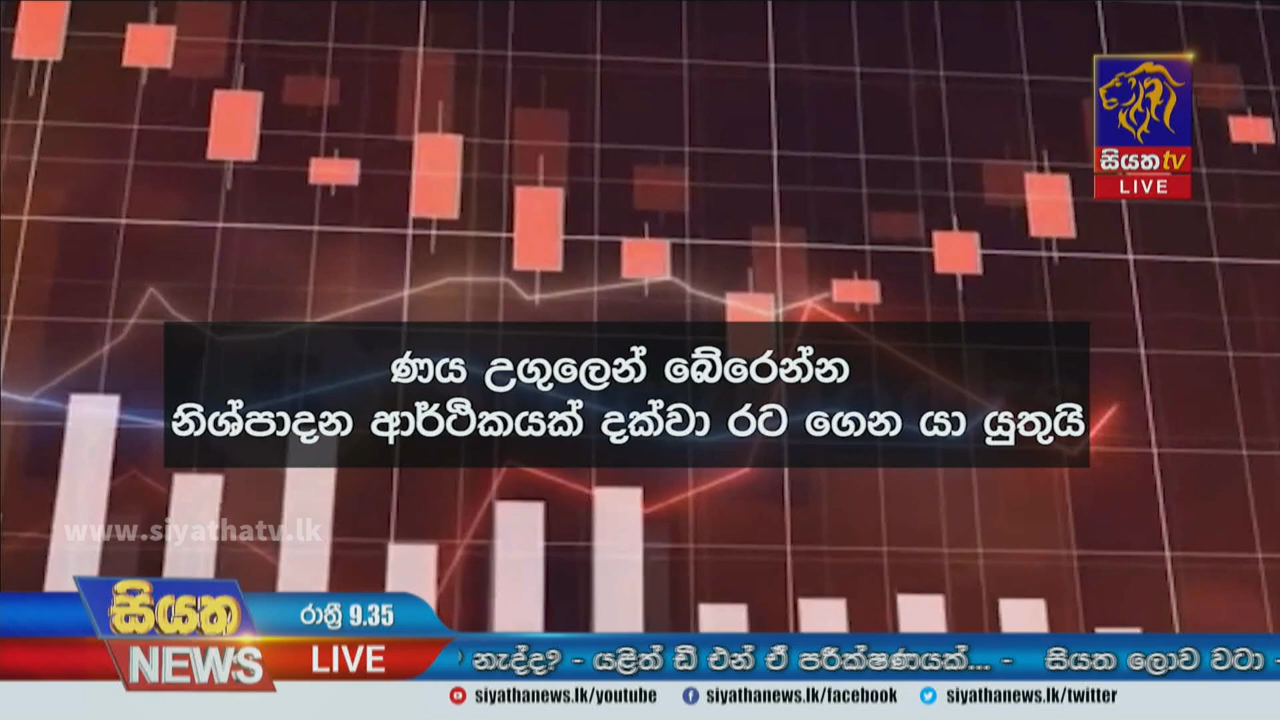 සියත tv
LIVE
ණය උගුලෙන් බේරෙන්න
නිශ්පාදන ආර්ථිකයක් දක්වා රට ගෙන යා යුතුයි
www.siyathatv.lk
සියත
NEWS
රාත්‍රී 9.35
LIVE
නැද්ද? - යළිත් ඩී එන් ඒ පරීක්ෂණයක්... - සියත ලොව වටා -
siyathanews.lk/youtube siyathanews.lk/facebook siyathanews.lk/twitter